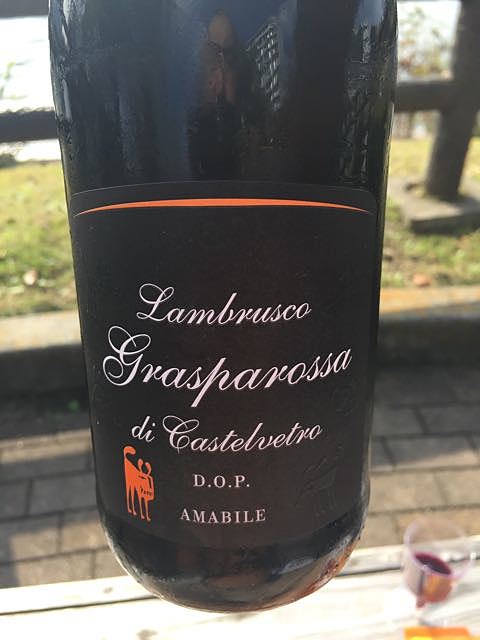 Lambrusco
Grasparossa
di Castelvetro
D.O.P.
AMABILE